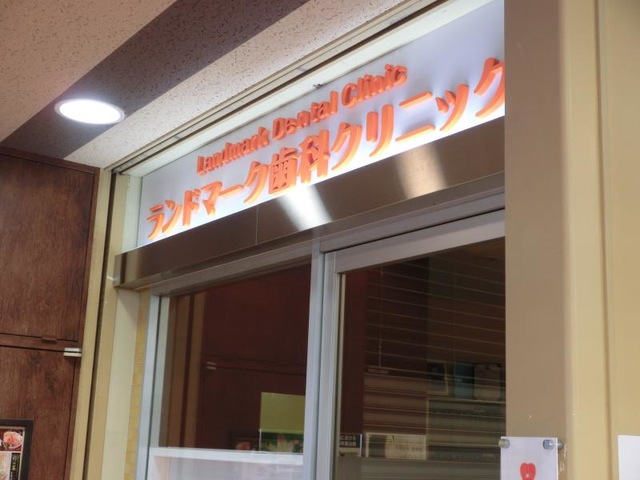 Landmark Dental Clinic
ランドマーク歯科クリニック